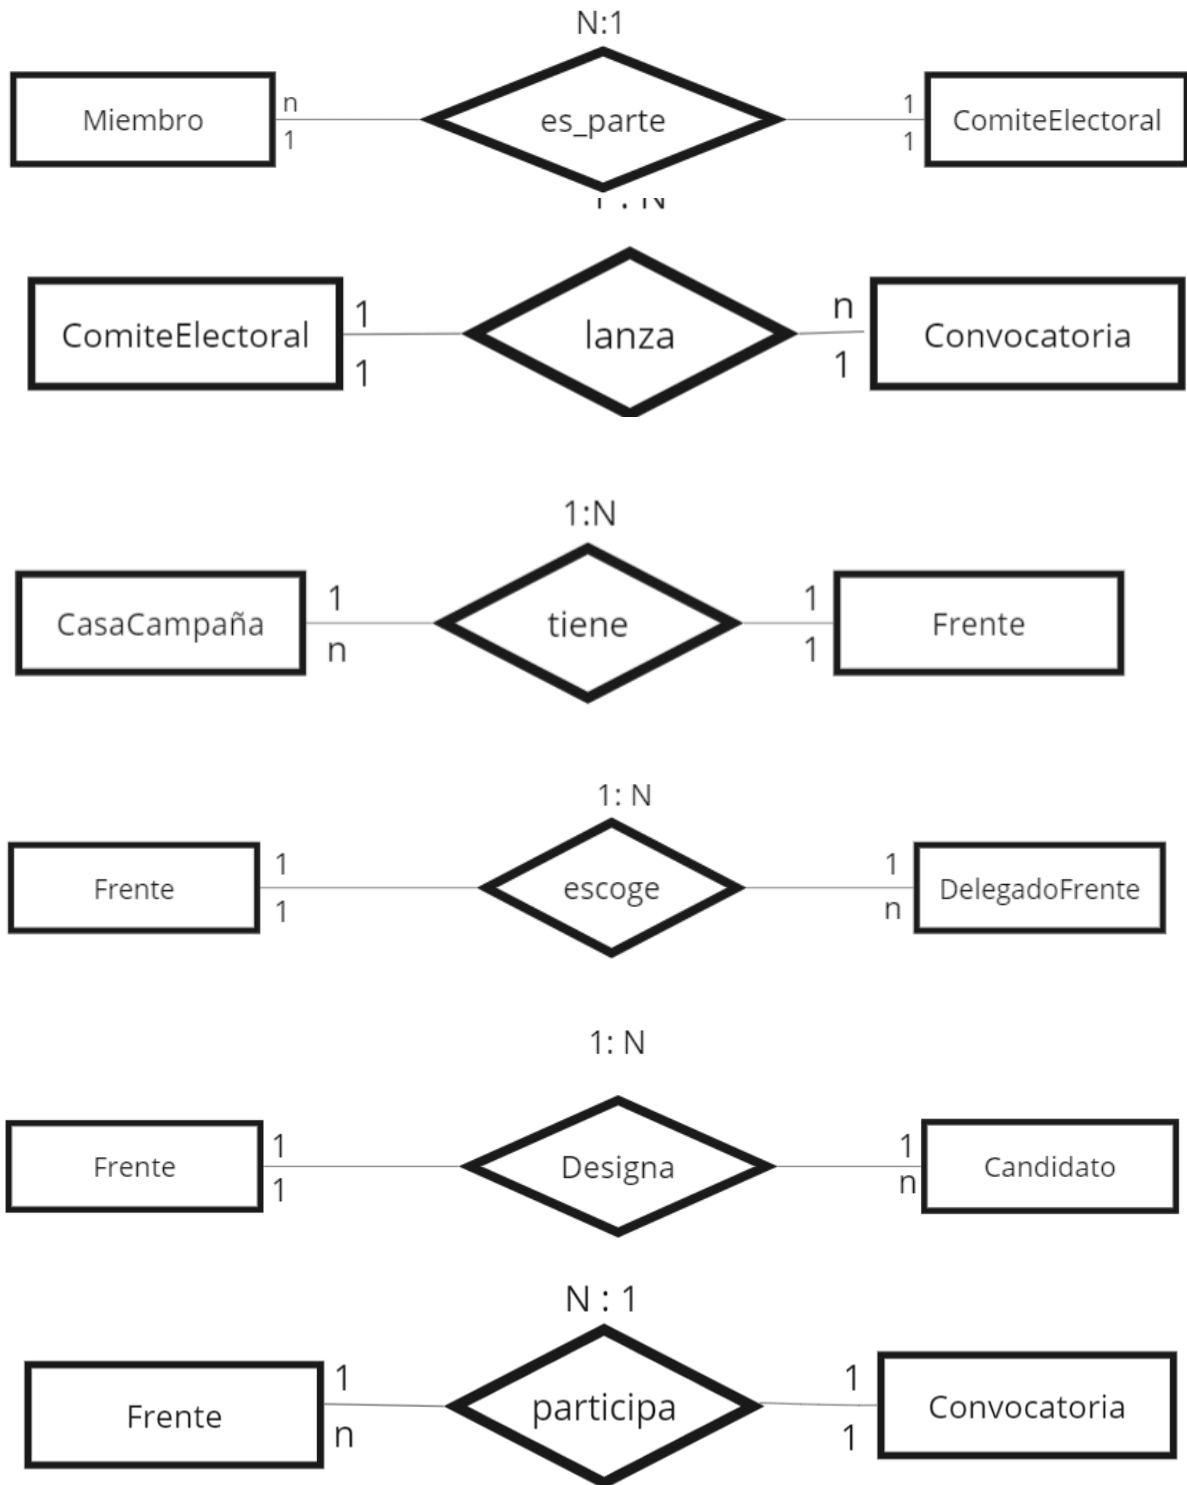 N:1
Miembro n 1 es_parte 1 1 ComiteElectoral
1 : N
ComiteElectoral 1 1 lanza n 1 Convocatoria
1:N
CasaCampaña 1 n tiene 1 1 Frente
1: N
Frente 1 1 escoge 1 n DelegadoFrente
1: N
Frente 1 1 Designa 1 n Candidato
N : 1
Frente 1 n participa 1 1 Convocatoria